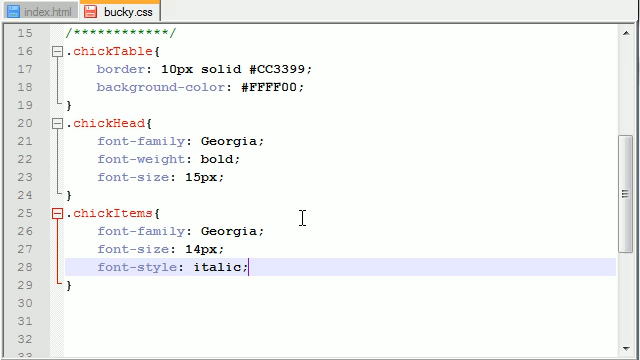 index.html bucky.css
15 /************/
16 .chickTable{
17 border: 10px solid #CC3399;
18 background-color: #FFFF00;
19 }
20 .chickHead{
21 font-family: Georgia;
22 font-weight: bold;
23 font-size: 15px;
24 }
25 .chickItems{
26 font-family: Georgia;
27 font-size: 14px;
28 font-style: italic;
29 }
30
31
32
33